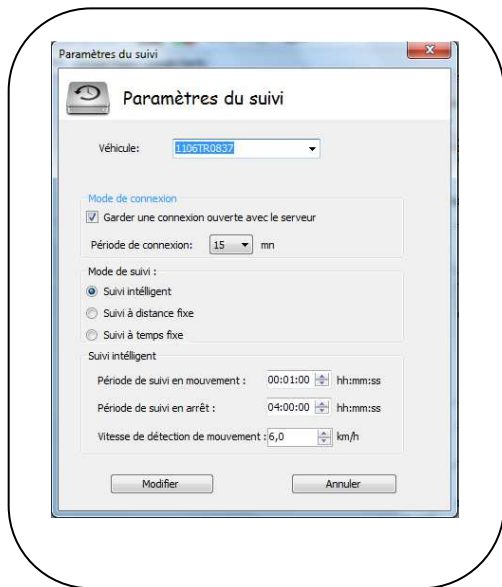 Paramètres du suivi
Paramètres du suivi
Véhicule: 1106TR0837
Mode de connexion
Garder une connexion ouverte avec le serveur
Période de connexion: 15 mn
Mode de suivi :
Suivi intélligent
Suivi à distance fixe
Suivi à temps fixe
Suivi intélligent
Période de suivi en mouvement : 00:01:00 hh:mm:ss
Période de suivi en arrêt : 04:00:00 hh:mm:ss
Vitesse de détection de mouvement : 6,0 km/h
Modifier Annuler